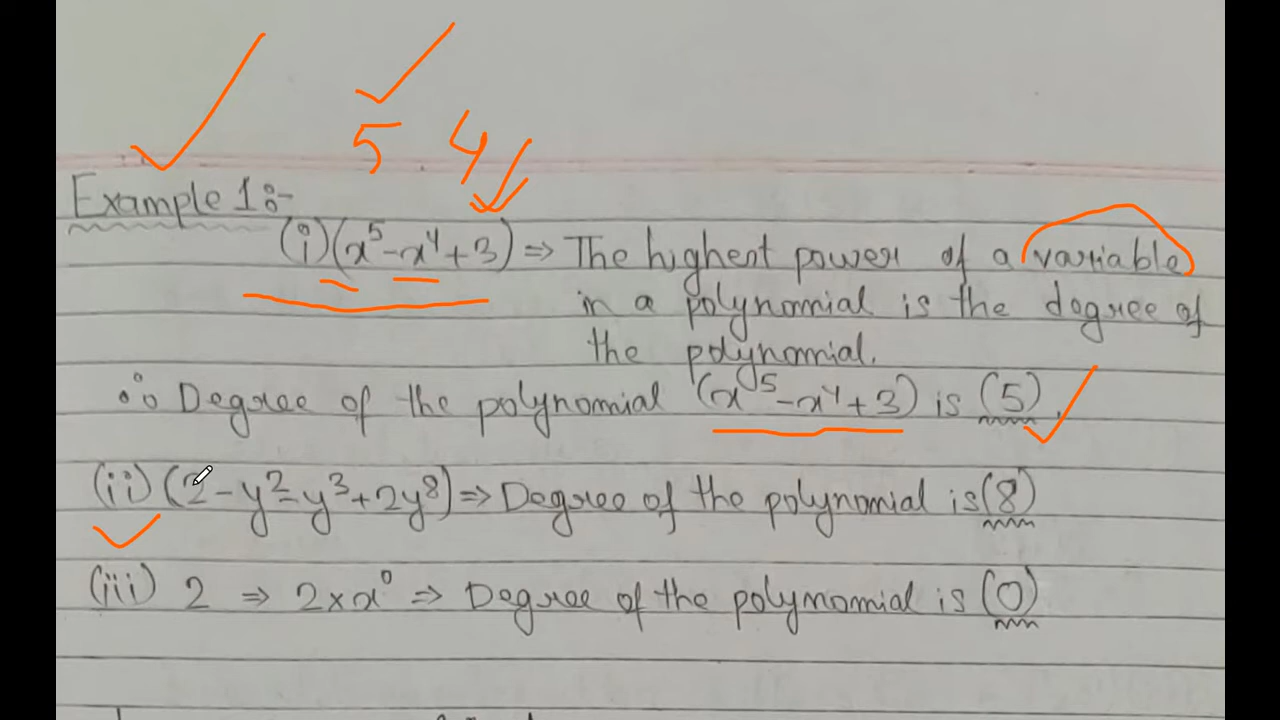 5 4
Example 1:-
(i) (x⁵-x⁴+3) ⇒ The highest power of a variable
in a polynomial is the degree of
the polynomial.
∴ Degree of the polynomial (x⁵-x⁴+3) is (5).
(ii) (2-y²-y³+2y⁸) ⇒ Degree of the polynomial is (8)
(iii) 2 ⇒ 2×x⁰ ⇒ Degree of the polynomial is (0)